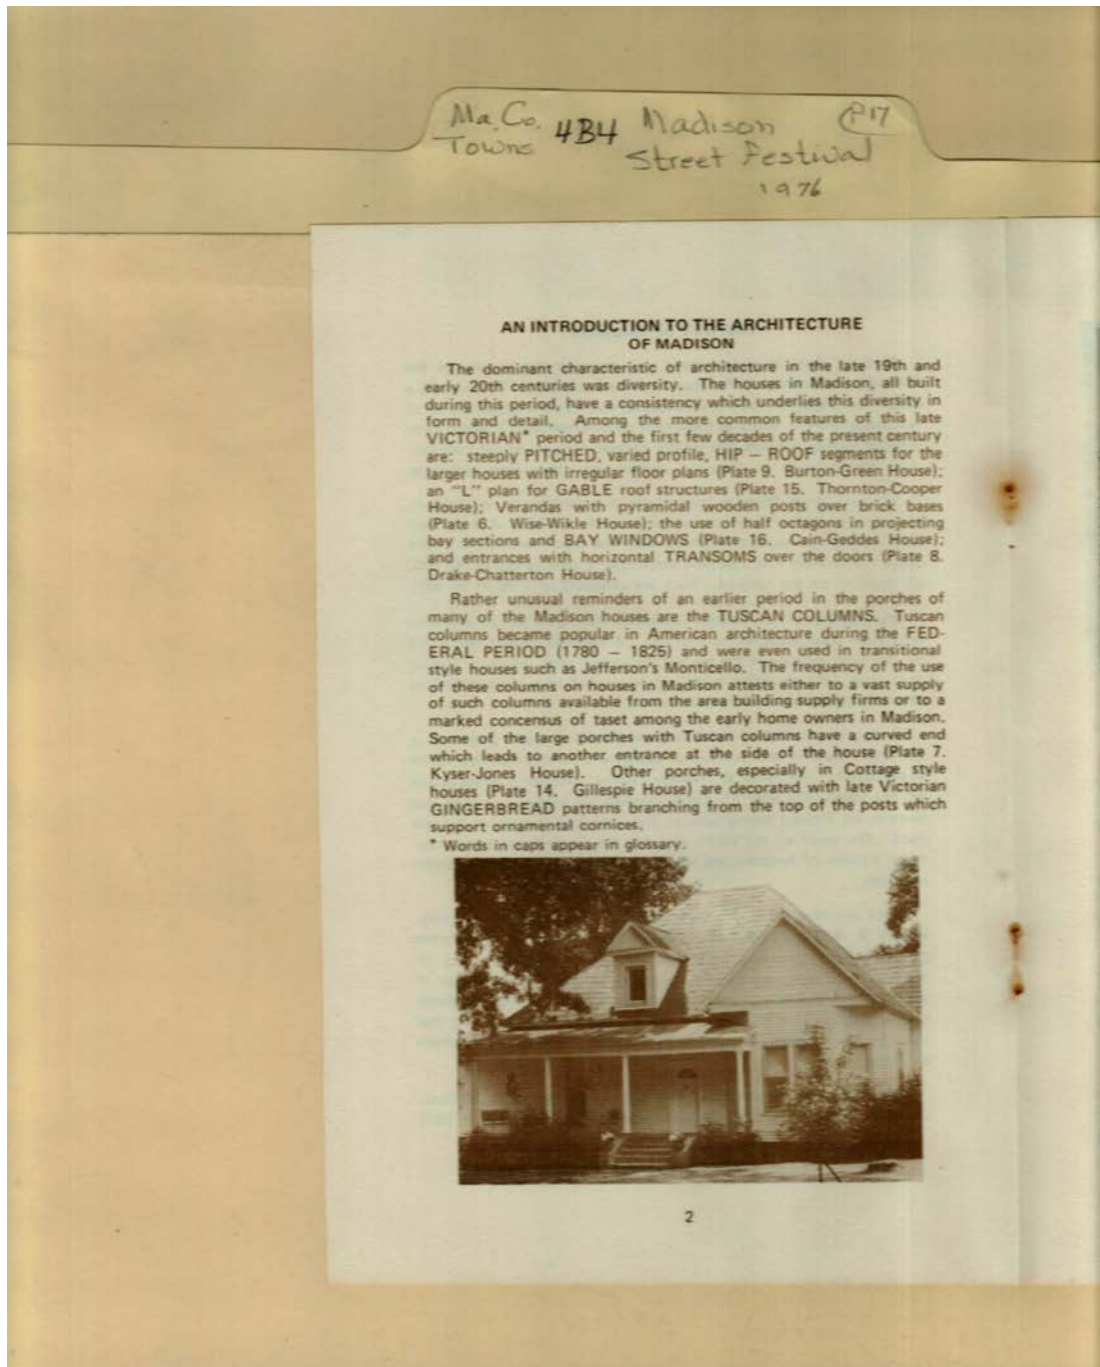 Ma. Co. 4B4 Madison P17
Towns Street Festival
1976
AN INTRODUCTION TO THE ARCHITECTURE
OF MADISON
The dominant characteristic of architecture in the late 19th and
early 20th centuries was diversity. The houses in Madison, all built
during this period, have a consistency which underlies this diversity in
form and detail. Among the more common features of this late
VICTORIAN* period and the first few decades of the present century
are: steeply PITCHED, varied profile, HIP – ROOF segments for the
larger houses with irregular floor plans (Plate 9. Burton-Green House);
an "L" plan for GABLE roof structures (Plate 15. Thornton-Cooper
House); Verandas with pyramidal wooden posts over brick bases
(Plate 6. Wise-Wikle House); the use of half octagons in projecting
bay sections and BAY WINDOWS (Plate 16. Cain-Geddes House);
and entrances with horizontal TRANSOMS over the doors (Plate 8.
Drake-Chatterton House).
Rather unusual reminders of an earlier period in the porches of
many of the Madison houses are the TUSCAN COLUMNS. Tuscan
columns became popular in American architecture during the FED-
ERAL PERIOD (1780 – 1825) and were even used in transitional
style houses such as Jefferson's Monticello. The frequency of the use
of these columns on houses in Madison attests either to a vast supply
of such columns available from the area building supply firms or to a
marked concensus of taset among the early home owners in Madison.
Some of the large porches with Tuscan columns have a curved end
which leads to another entrance at the side of the house (Plate 7.
Kyser-Jones House). Other porches, especially in Cottage style
houses (Plate 14. Gillespie House) are decorated with late Victorian
GINGERBREAD patterns branching from the top of the posts which
support ornamental cornices.
* Words in caps appear in glossary.
2